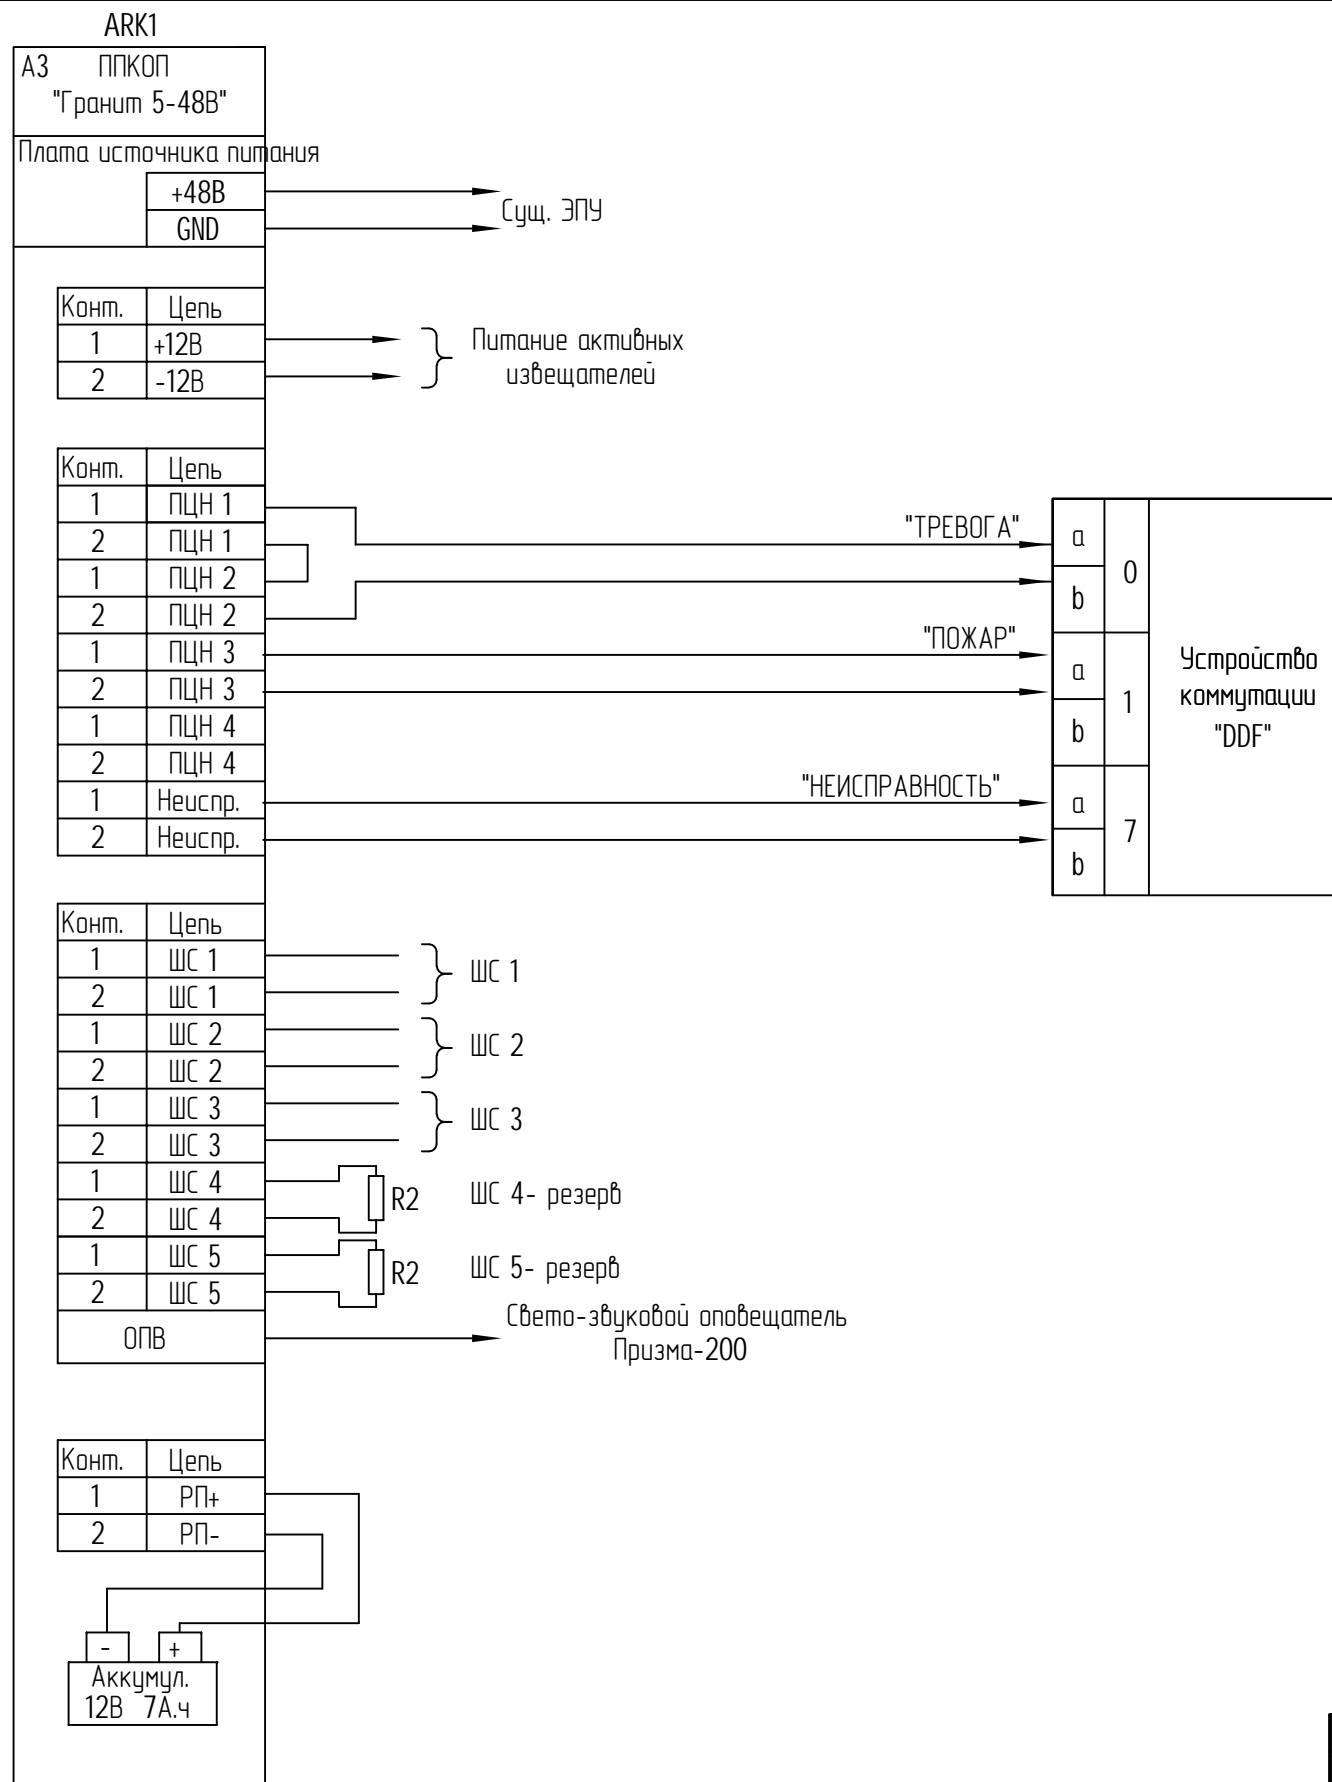 ARK1
А3 ППКОП
"Гранит 5-48В"
Плата источника питания
+48В
GND
Сущ. ЭПУ
Конт. Цепь
1 +12В
2 -12В
Питание активных
извещателей
Конт. Цепь
1 ПЦН 1
2 ПЦН 1
1 ПЦН 2
2 ПЦН 2
1 ПЦН 3
2 ПЦН 3
1 ПЦН 4
2 ПЦН 4
1 Неиспр.
2 Неиспр.
"ТРЕВОГА"
"ПОЖАР"
"НЕИСПРАВНОСТЬ"
a
b
0
a
b
1
a
b
7
Устройство
коммутации
"DDF"
Конт. Цепь
1 ШС 1
2 ШС 1
1 ШС 2
2 ШС 2
1 ШС 3
2 ШС 3
1 ШС 4
2 ШС 4
1 ШС 5
2 ШС 5
ОПВ
ШС 1
ШС 2
ШС 3
R2 ШС 4- резерв
R2 ШС 5- резерв
Свето-звуковой оповещатель
Призма-200
Конт. Цепь
1 РП+
2 РП-
- +
Аккумул.
12В 7А.ч